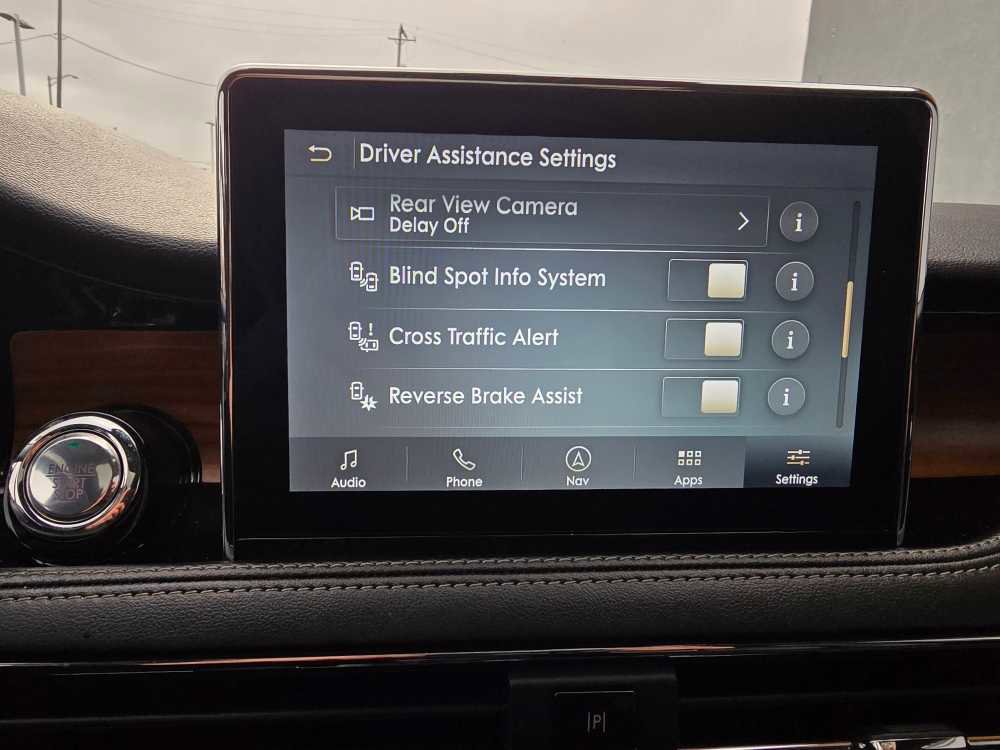 Driver Assistance Settings
Rear View Camera
Delay Off
i
Blind Spot Info System
i
Cross Traffic Alert
i
Reverse Brake Assist
i
Audio
Phone
Nav
Apps
Settings
ENGINE
START
STOP
P